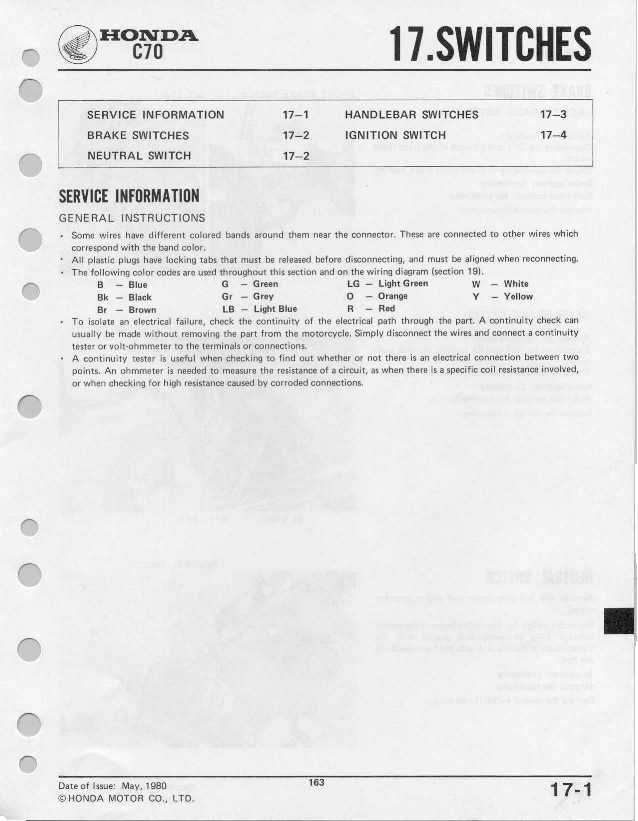 HONDA
C70
17.SWITCHES
SERVICE INFORMATION 17–1 HANDLEBAR SWITCHES 17–3
BRAKE SWITCHES 17–2 IGNITION SWITCH 17–4
NEUTRAL SWITCH 17–2
SERVICE INFORMATION
GENERAL INSTRUCTIONS
• Some wires have different colored bands around them near the connector. These are connected to other wires which
correspond with the band color.
• All plastic plugs have locking tabs that must be released before disconnecting, and must be aligned when reconnecting.
• The following color codes are used throughout this section and on the wiring diagram (section 19).
B – Blue G – Green LG – Light Green W – White
Bk – Black Gr – Grey O – Orange Y – Yellow
Br – Brown LB – Light Blue R – Red
• To isolate an electrical failure, check the continuity of the electrical path through the part. A continuity check can
usually be made without removing the part from the motorcycle. Simply disconnect the wires and connect a continuity
tester or volt-ohmmeter to the terminals or connections.
• A continuity tester is useful when checking to find out whether or not there is an electrical connection between two
points. An ohmmeter is needed to measure the resistance of a circuit, as when there is a specific coil resistance involved,
or when checking for high resistance caused by corroded connections.
Date of Issue: May, 1980
© HONDA MOTOR CO., LTD.
163
17-1